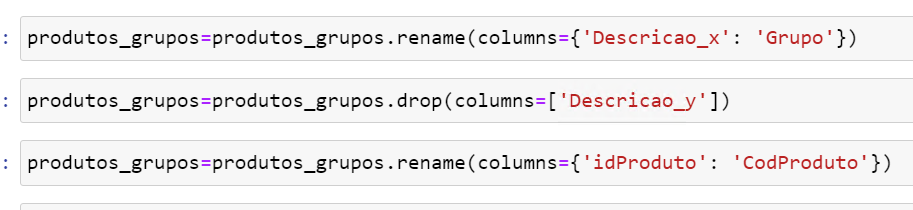 : produtos_grupos=produtos_grupos.rename(columns={'Descricao_x': 'Grupo'})
: produtos_grupos=produtos_grupos.drop(columns=['Descricao_y'])
: produtos_grupos=produtos_grupos.rename(columns={'idProduto': 'CodProduto'})